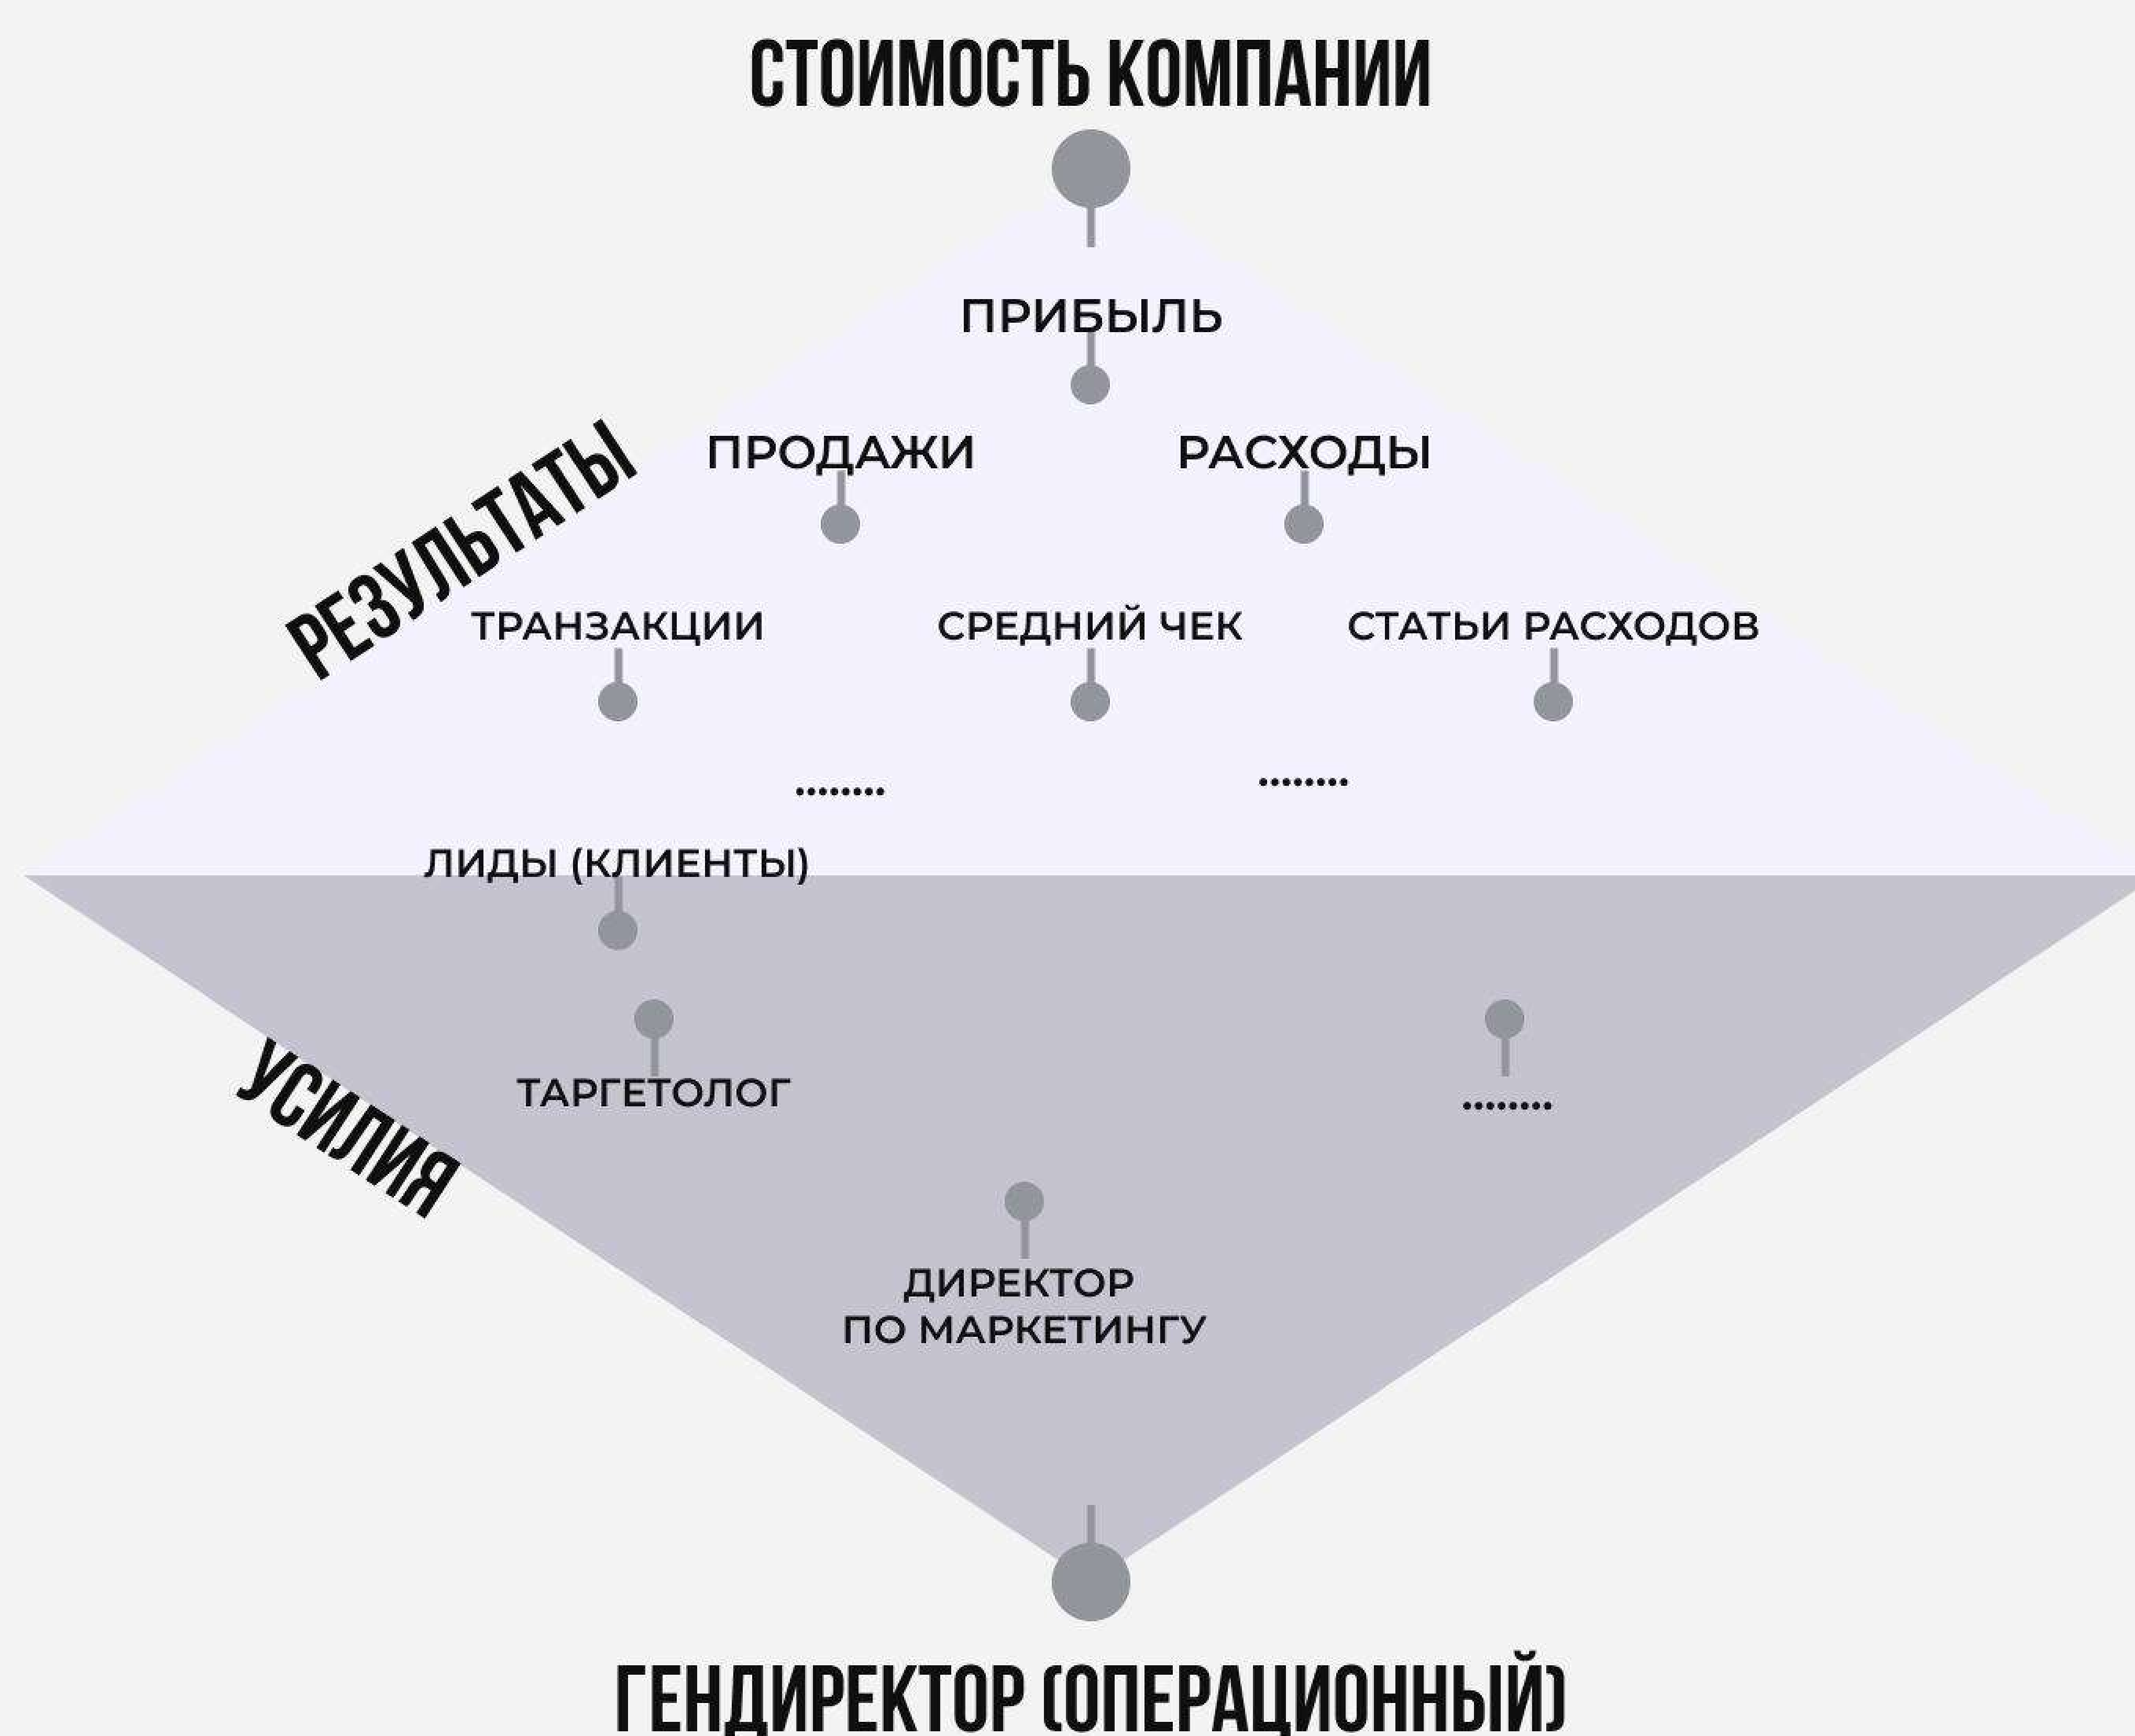 СТОИМОСТЬ КОМПАНИИ
ПРИБЫЛЬ
ПРОДАЖИ
РАСХОДЫ
РЕЗУЛЬТАТЫ
ТРАНЗАКЦИИ
СРЕДНИЙ ЧЕК
СТАТЬИ РАСХОДОВ
........
........
ЛИДЫ (КЛИЕНТЫ)
УСИЛИЯ
ТАРГЕТОЛОГ
........
ДИРЕКТОР
ПО МАРКЕТИНГУ
ГЕНДИРЕКТОР (ОПЕРАЦИОННЫЙ)